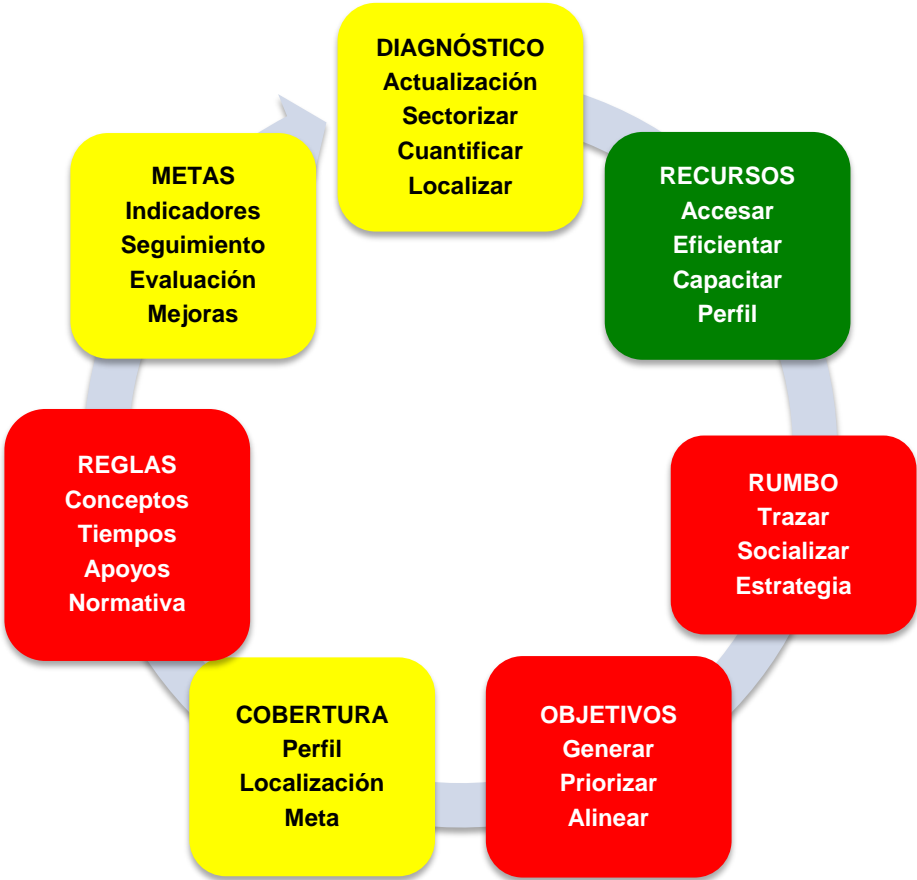 DIAGNÓSTICO
Actualización
Sectorizar
Cuantificar
Localizar
RECURSOS
Accesar
Eficientar
Capacitar
Perfil
RUMBO
Trazar
Socializar
Estrategia
OBJETIVOS
Generar
Priorizar
Alinear
COBERTURA
Perfil
Localización
Meta
REGLAS
Conceptos
Tiempos
Apoyos
Normativa
METAS
Indicadores
Seguimiento
Evaluación
Mejoras